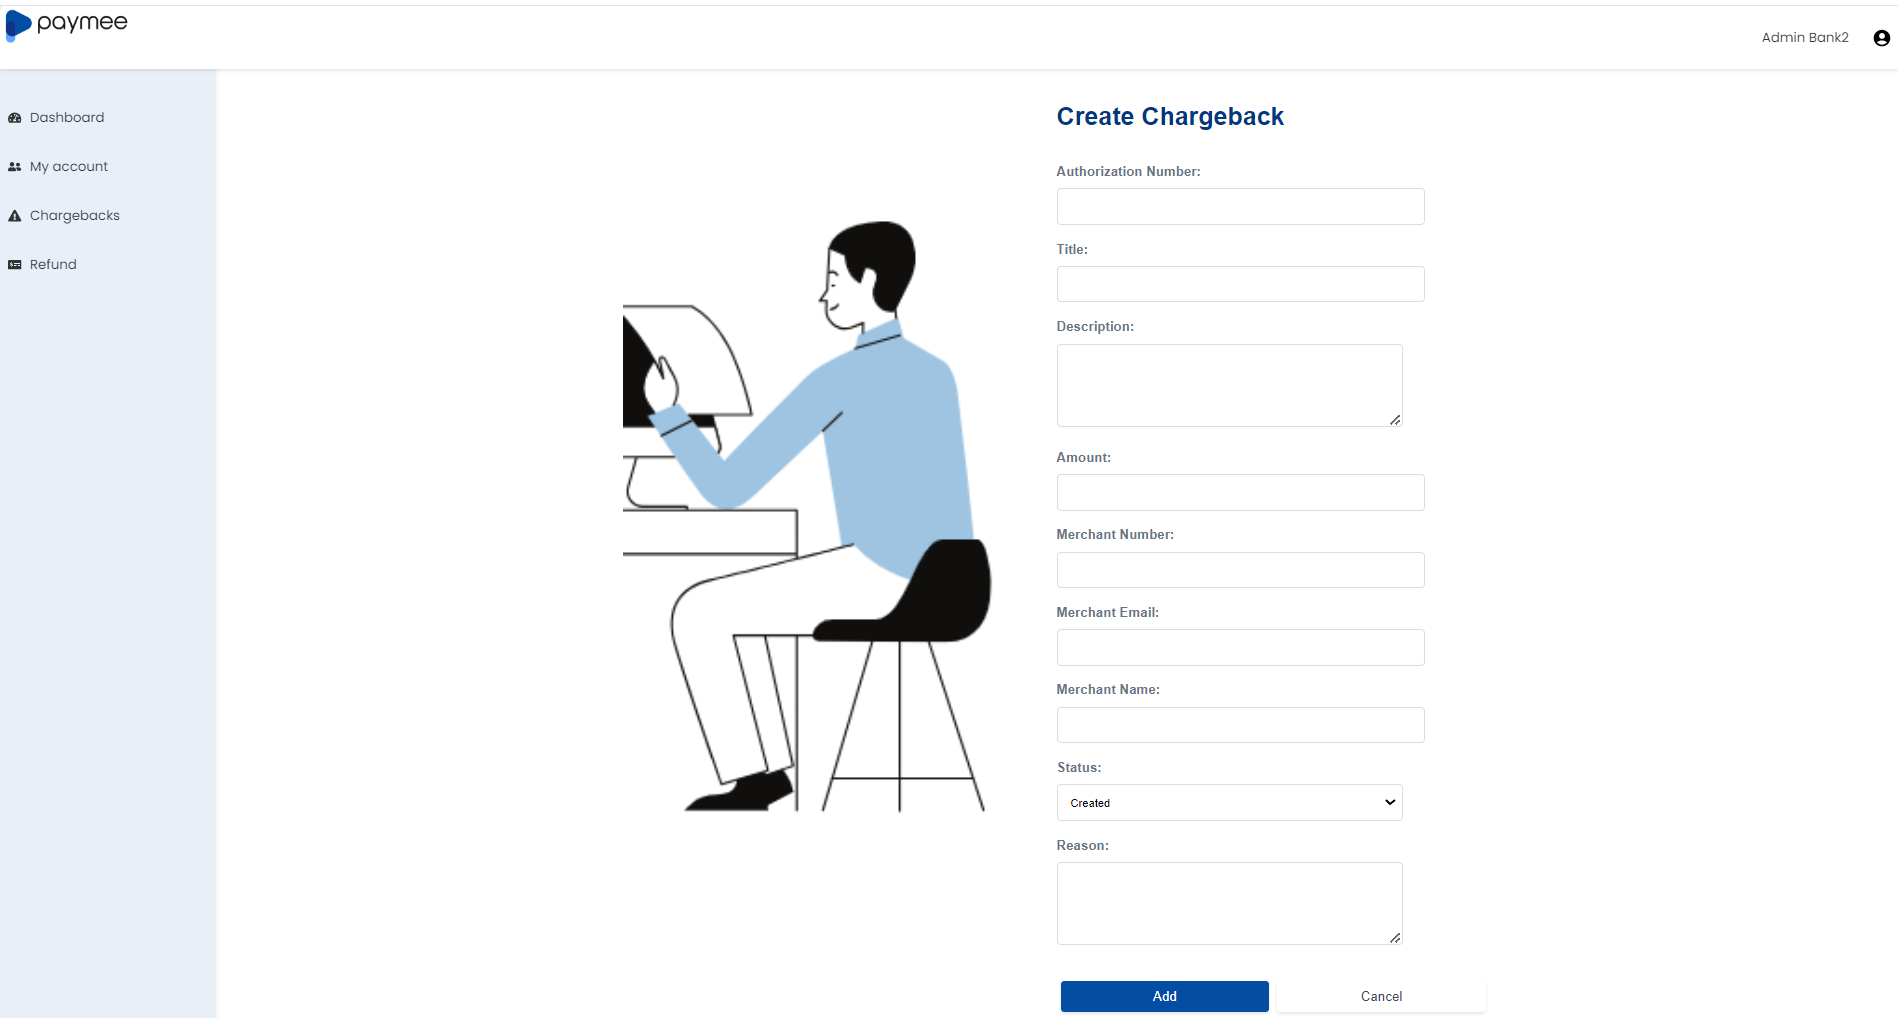 paymee
Admin Bank2
Dashboard
My account
Chargebacks
Refund
Create Chargeback
Authorization Number:
Title:
Description:
Amount:
Merchant Number:
Merchant Email:
Merchant Name:
Status:
Created
Reason:
Add
Cancel